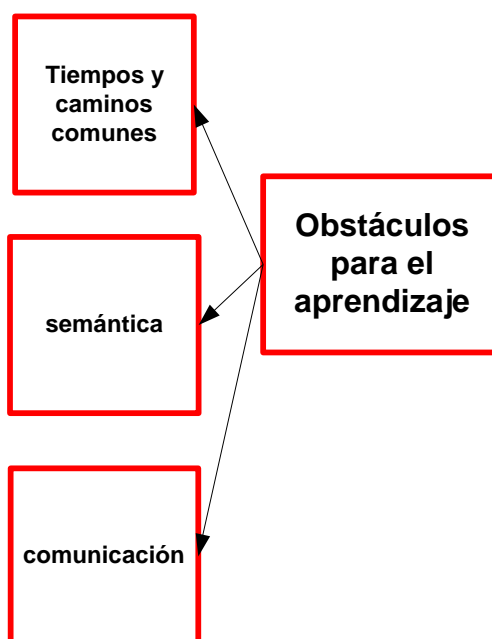 Tiempos y
caminos
comunes
Obstáculos
para el
aprendizaje
semántica
comunicación